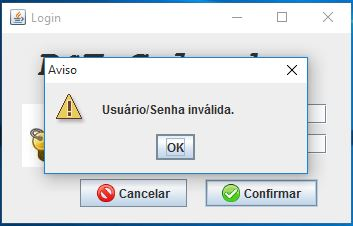 Login
Aviso
Usuário/Senha inválida.
OK
Cancelar
Confirmar